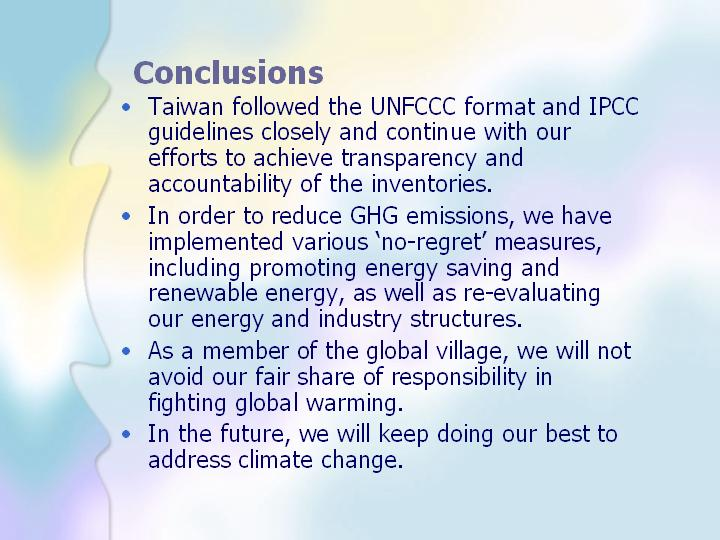 Conclusions
• Taiwan followed the UNFCCC format and IPCC
guidelines closely and continue with our
efforts to achieve transparency and
accountability of the inventories.
• In order to reduce GHG emissions, we have
implemented various ‘no-regret’ measures,
including promoting energy saving and
renewable energy, as well as re-evaluating
our energy and industry structures.
• As a member of the global village, we will not
avoid our fair share of responsibility in
fighting global warming.
• In the future, we will keep doing our best to
address climate change.